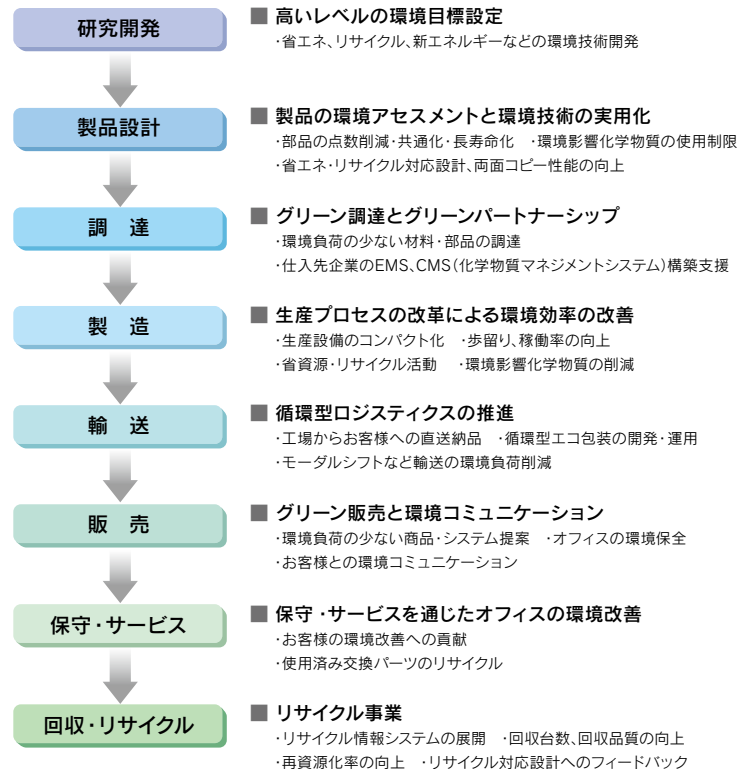 研究開発
■ 高いレベルの環境目標設定
・省エネ、リサイクル、新エネルギーなどの環境技術開発
製品設計
■ 製品の環境アセスメントと環境技術の実用化
・部品の点数削減・共通化・長寿命化　・環境影響化学物質の使用制限
・省エネ・リサイクル対応設計、両面コピー性能の向上
調　達
■ グリーン調達とグリーンパートナーシップ
・環境負荷の少ない材料・部品の調達
・仕入先企業のEMS、CMS（化学物質マネジメントシステム）構築支援
製　造
■ 生産プロセスの改革による環境効率の改善
・生産設備のコンパクト化　・歩留り、稼働率の向上
・省資源・リサイクル活動　・環境影響化学物質の削減
輸　送
■ 循環型ロジスティクスの推進
・工場からお客様への直送納品　・循環型エコ包装の開発・運用
・モーダルシフトなど輸送の環境負荷削減
販　売
■ グリーン販売と環境コミュニケーション
・環境負荷の少ない商品・システム提案　・オフィスの環境保全
・お客様との環境コミュニケーション
保守・サービス
■ 保守・サービスを通じたオフィスの環境改善
・お客様の環境改善への貢献
・使用済み交換パーツのリサイクル
回収・リサイクル
■ リサイクル事業
・リサイクル情報システムの展開　・回収台数、回収品質の向上
・再資源化率の向上　・リサイクル対応設計へのフィードバック